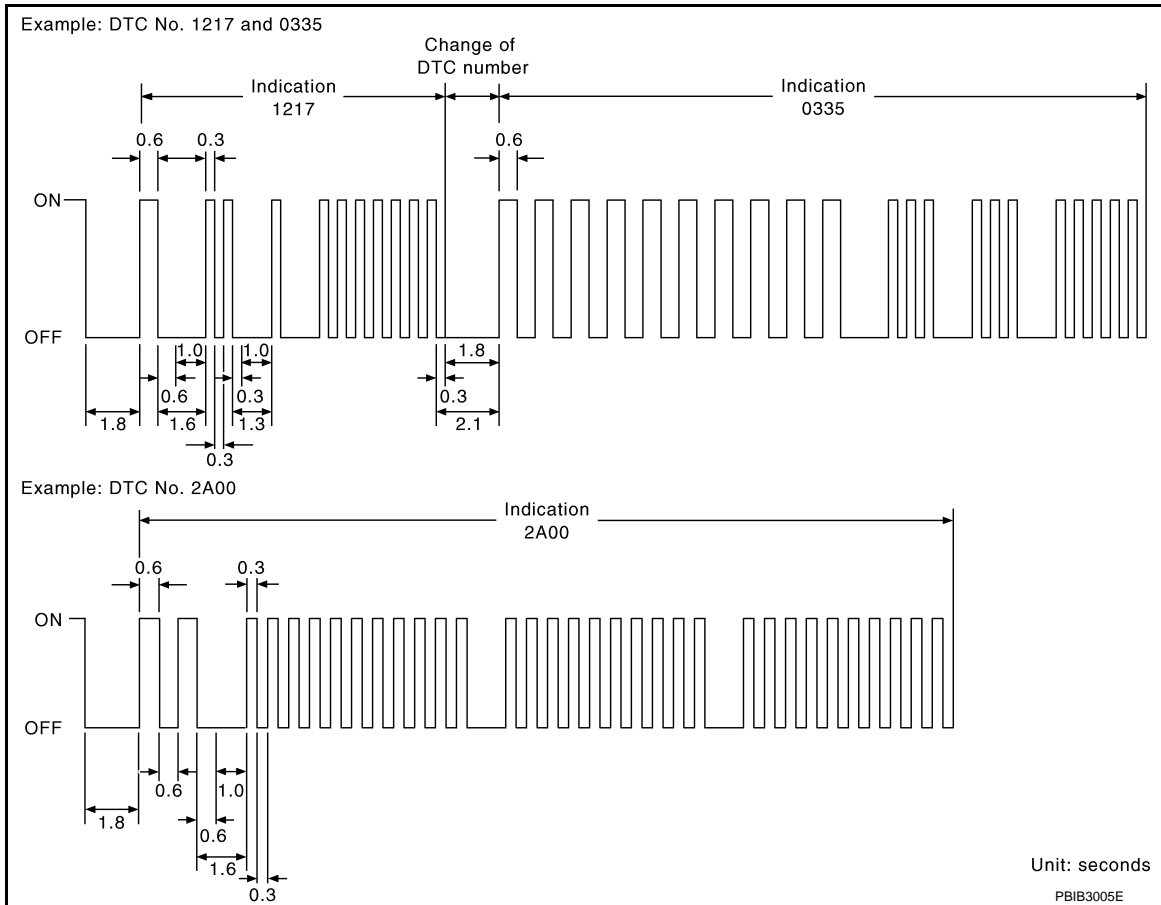 Example: DTC No. 1217 and 0335
Change of
DTC number
Indication
1217
Indication
0335
0.6
0.3
0.6
ON
OFF
1.0
1.0
1.8
0.6
0.3
0.3
1.8
1.6
1.3
2.1
0.3
Example: DTC No. 2A00
Indication
2A00
0.6
0.3
ON
OFF
0.6
1.0
1.8
0.6
1.6
0.3
Unit: seconds
PBIB3005E